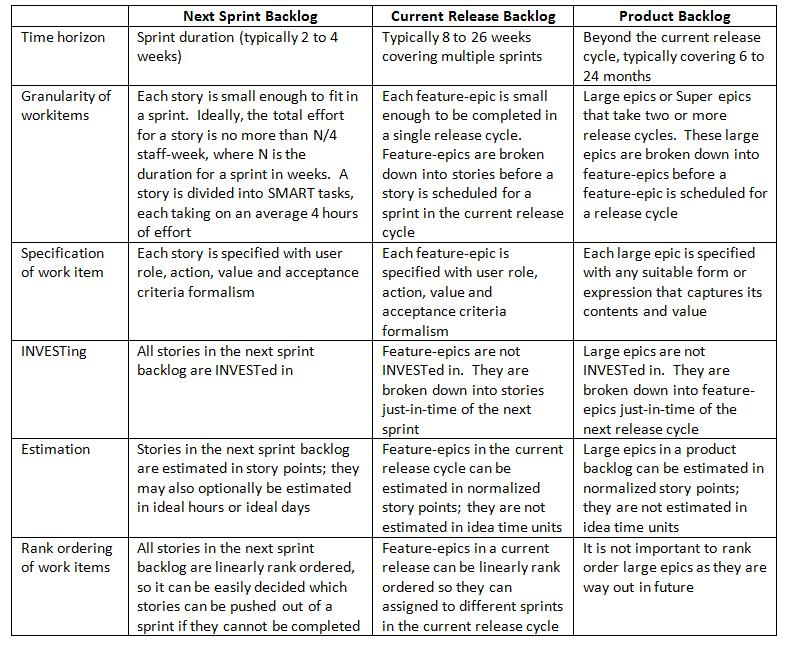 Next Sprint Backlog
Current Release Backlog
Product Backlog
Time horizon
Sprint duration (typically 2 to 4
weeks)
Typically 8 to 26 weeks
covering multiple sprints
Beyond the current release
cycle, typically covering 6 to
24 months
Granularity of
workitems
Each story is small enough to fit in
a sprint. Ideally, the total effort
for a story is no more than N/4
staff-week, where N is the
duration for a sprint in weeks. A
story is divided into SMART tasks,
each taking on an average 4 hours
of effort
Each feature-epic is small
enough to be completed in
a single release cycle.
Feature-epics are broken
down into stories before a
story is scheduled for a
sprint in the current release
cycle
Large epics or Super epics
that take two or more
release cycles. These large
epics are broken down into
feature-epics before a
feature-epic is scheduled for
a release cycle
Specification
of work item
Each story is specified with user
role, action, value and acceptance
criteria formalism
Each feature-epic is
specified with user role,
action, value and
acceptance criteria
formalism
Each large epic is specified
with any suitable form or
expression that captures its
contents and value
INVESTing
All stories in the next sprint
backlog are INVESTed in
Feature-epics are not
INVESTed in. They are
broken down into stories
just-in-time of the next
sprint
Large epics are not
INVESTed in. They are
broken down into feature-
epics just-in-time of the
next release cycle
Estimation
Stories in the next sprint backlog
are estimated in story points; they
may also optionally be estimated
in ideal hours or ideal days
Feature-epics in the current
release cycle can be
estimated in normalized
story points; they are not
estimated in idea time units
Large epics in a product
backlog can be estimated in
normalized story points;
they are not estimated in
idea time units
Rank ordering
of work items
All stories in the next sprint
backlog are linearly rank ordered,
so it can be easily decided which
stories can be pushed out of a
sprint if they cannot be completed
Feature-epics in a current
release can be linearly rank
ordered so they can
assigned to different sprints
in the current release cycle
It is not important to rank
order large epics as they are
way out in future